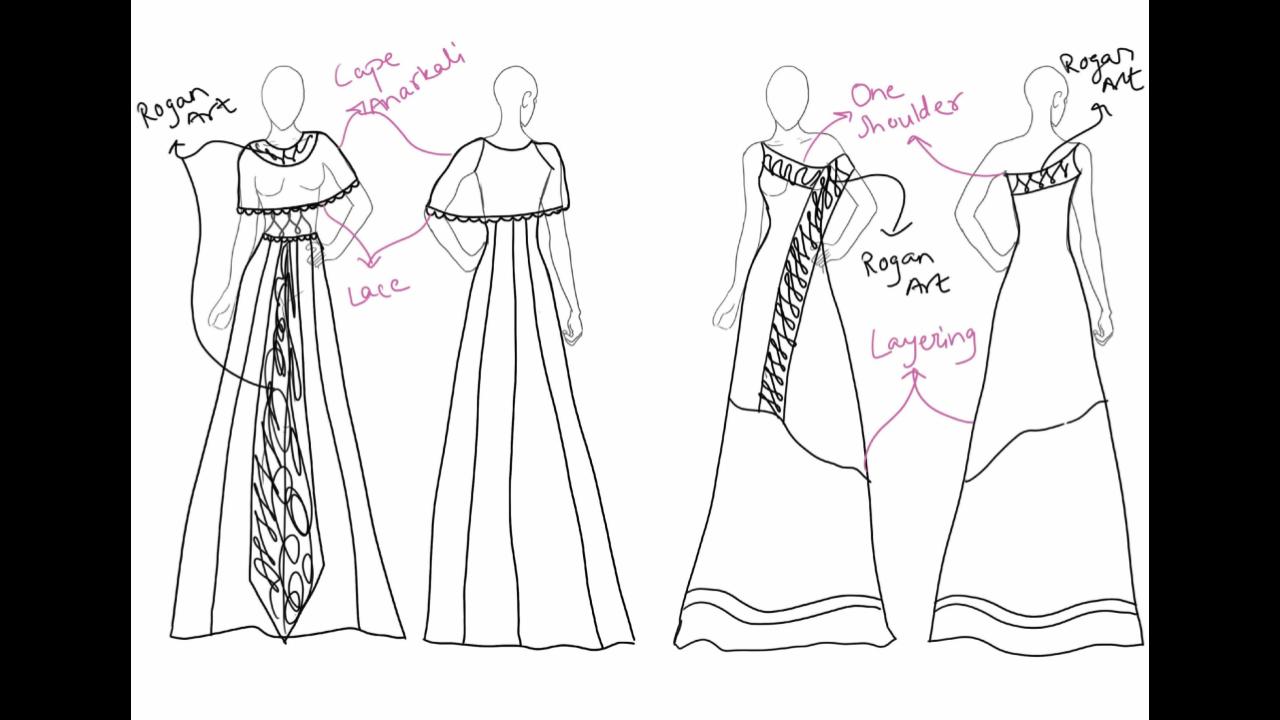 Rogan
Art
Cape
Anarkali
Lace
One
Shoulder
Rogan
Art
Rogan
Art
Layering